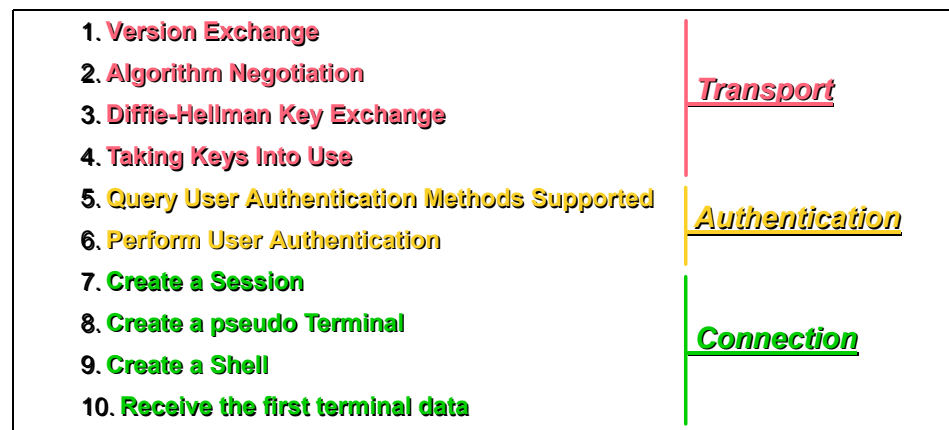 1. Version Exchange
2. Algorithm Negotiation
3. Diffie-Hellman Key Exchange
4. Taking Keys Into Use
Transport
5. Query User Authentication Methods Supported
6. Perform User Authentication
Authentication
7. Create a Session
8. Create a pseudo Terminal
9. Create a Shell
10. Receive the first terminal data
Connection